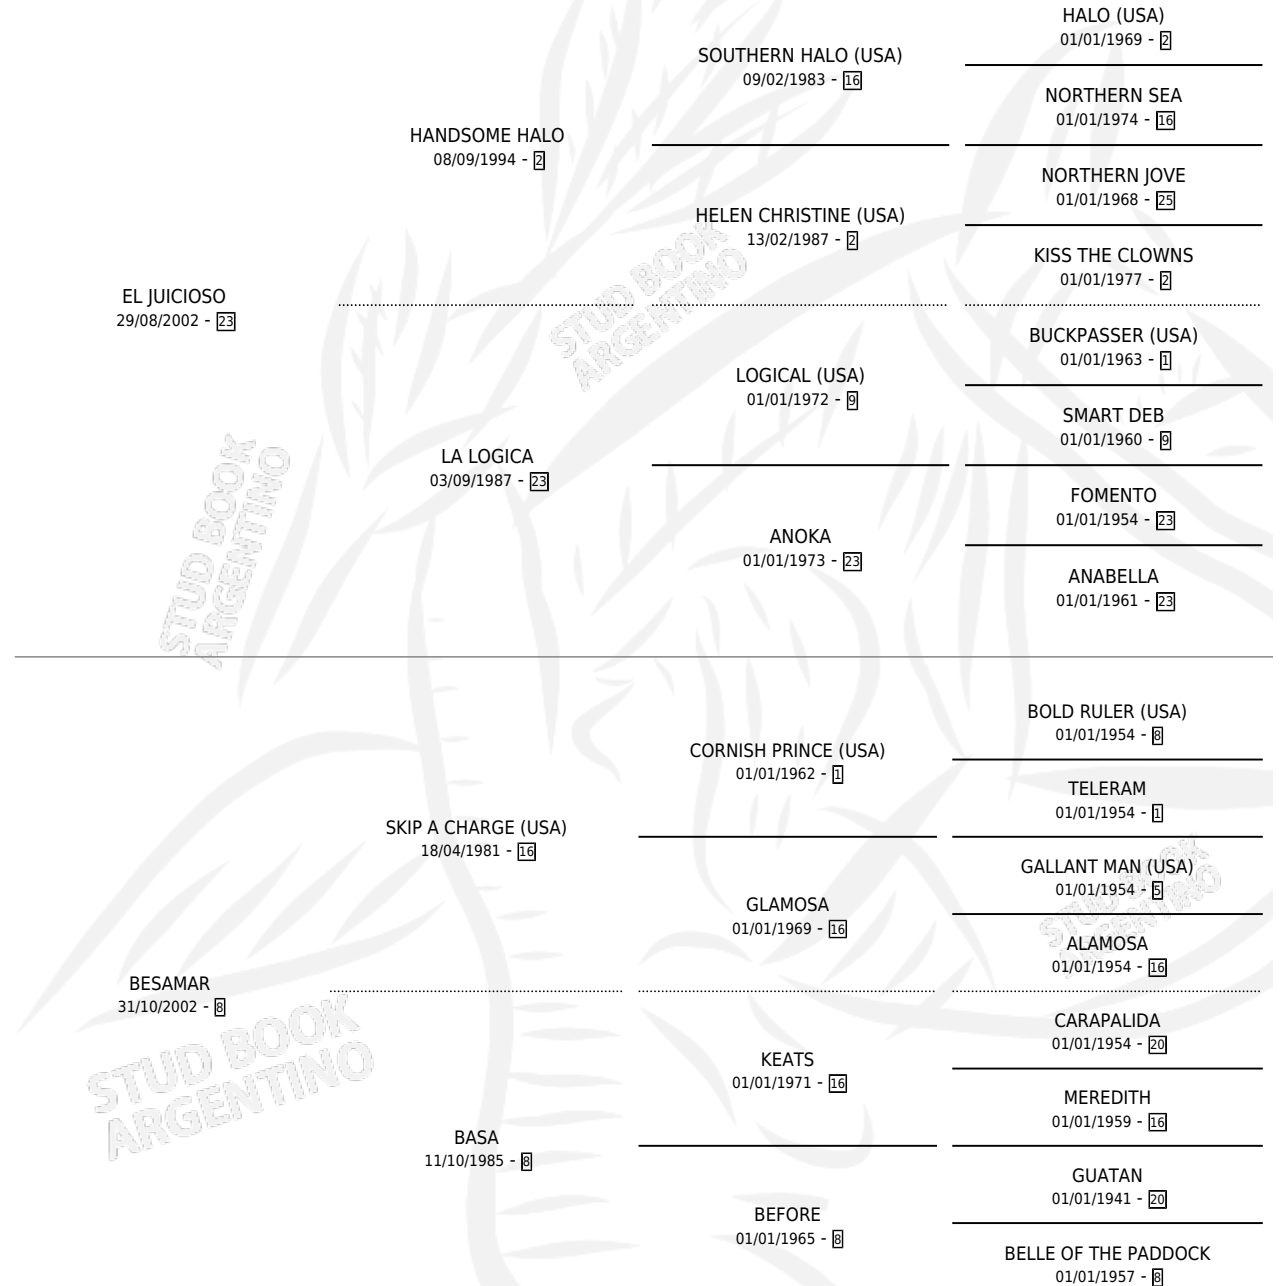 HALO (USA)
01/01/1969 - 2
SOUTHERN HALO (USA)
09/02/1983 - 16
NORTHERN SEA
01/01/1974 - 16
HANDSOME HALO
08/09/1994 - 2
NORTHERN JOVE
01/01/1968 - 25
HELEN CHRISTINE (USA)
13/02/1987 - 2
KISS THE CLOWNS
01/01/1977 - 2
EL JUICIOSO
29/08/2002 - 23
STUD BOOK
ARGENTINO
BUCKPASSER (USA)
01/01/1963 - 1
LOGICAL (USA)
01/01/1972 - 9
SMART DEB
01/01/1960 - 9
LA LOGICA
03/09/1987 - 23
FOMENTO
01/01/1954 - 23
ANOKA
01/01/1973 - 23
ANABELLA
01/01/1961 - 23
STUD BOOK
ARGENTINO
BOLD RULER (USA)
01/01/1954 - 8
CORNISH PRINCE (USA)
01/01/1962 - 1
TELERAM
01/01/1954 - 1
SKIP A CHARGE (USA)
18/04/1981 - 16
GALLANT MAN (USA)
01/01/1954 - 5
GLAMOSA
01/01/1969 - 16
ALAMOSA
01/01/1954 - 16
STUD BOOK
ARGENTINO
BESAMAR
31/10/2002 - 8
STUD BOOK
ARGENTINO
CARAPALIDA
01/01/1954 - 20
KEATS
01/01/1971 - 16
MEREDITH
01/01/1959 - 16
BASA
11/10/1985 - 8
GUATAN
01/01/1941 - 20
BEFORE
01/01/1965 - 8
BELLE OF THE PADDOCK
01/01/1957 - 8